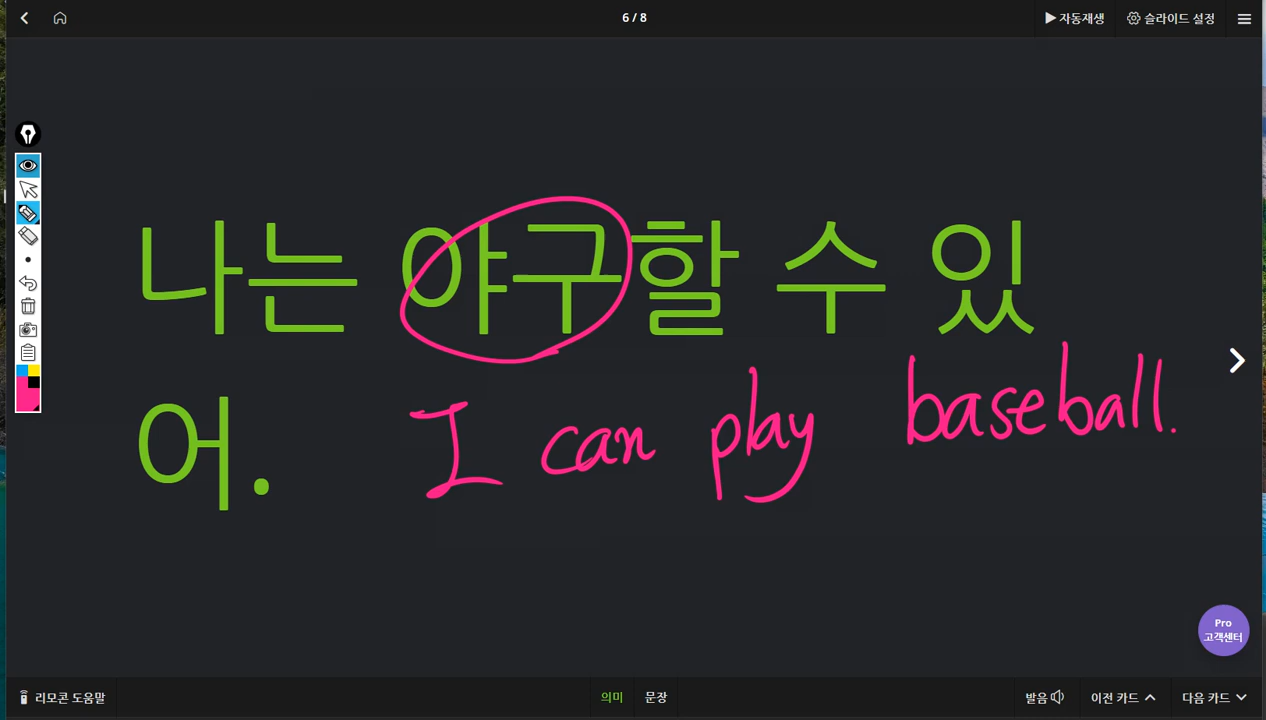 6 / 8
자동재생
슬라이드 설정
나는 야구할 수 있
어.
I can play baseball.
Pro
고객센터
리모콘 도움말
의미
문장
발음
이전 카드
다음 카드